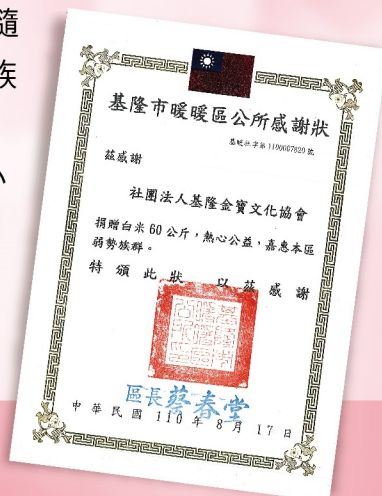 隨
族
小
基隆市暖暖區公所感謝狀
基暖社字第1100007829號
茲感謝
社團法人基隆金寶文化協會
捐贈白米60公斤，熱心公益，嘉惠本區
弱勢族群。
特頒此狀 以茲感謝
區長蔡春堂
中華民國110年8月17日